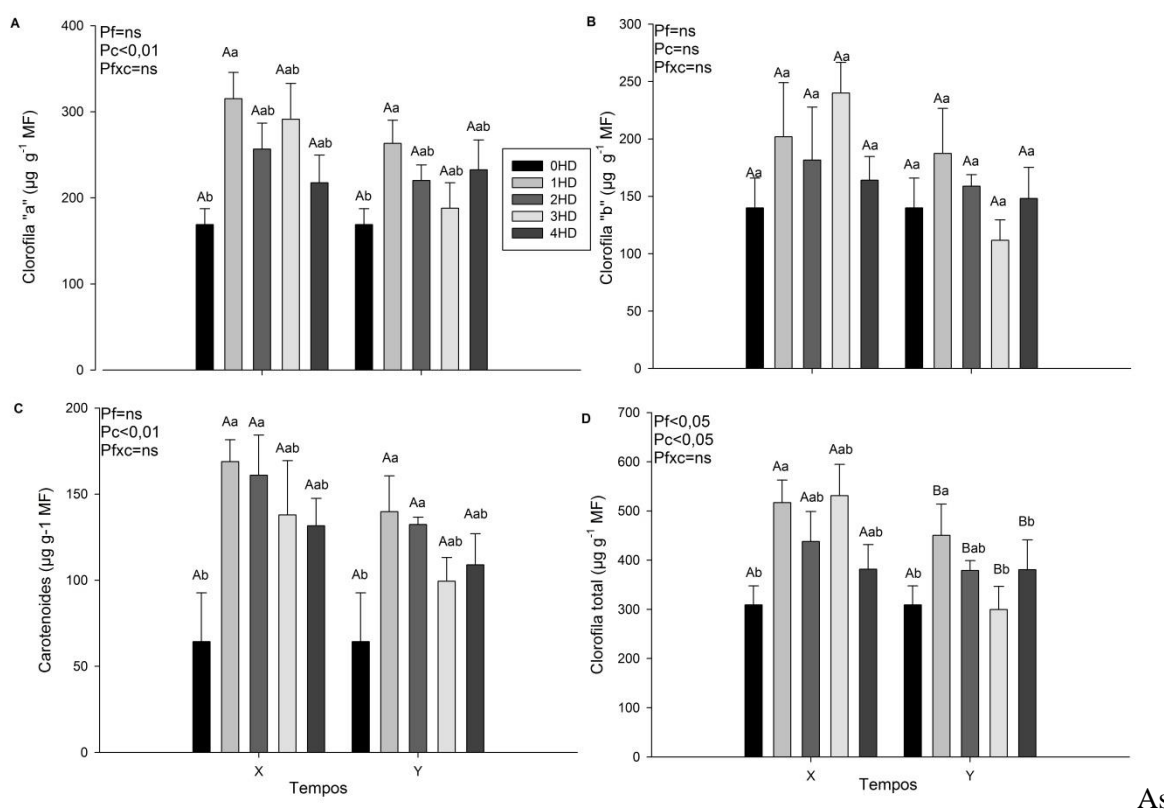 A
Pf=ns
Pc<0,01
Pfxc=ns
Clorofila "a" (µg g-1 MF)
400
300
200
100
0
Ab
Aa
Aab
Aab
Aab
Ab
Aa
Aab
Aab
Aab
0HD
1HD
2HD
3HD
4HD
B
Pf=ns
Pc=ns
Pfxc=ns
Clorofila "b" (µg g-1 MF)
300
250
200
150
100
50
0
Aa
Aa
Aa
Aa
Aa
Aa
Aa
Aa
Aa
Aa
C
Pf=ns
Pc<0,01
Pfxc=ns
Carotenoides (µg g-1 MF)
200
150
100
50
0
Ab
Aa
Aa
Aab
Aab
Ab
Aa
Aa
Aab
Aab
X
Y
Tempos
D
Pf<0,05
Pc<0,05
Pfxc=ns
Clorofila total (µg g-1 MF)
700
600
500
400
300
200
100
0
Ab
Aa
Aab
Aab
Aab
Ab
Ba
Bab
Bb
Bb
X
Y
Tempos
As